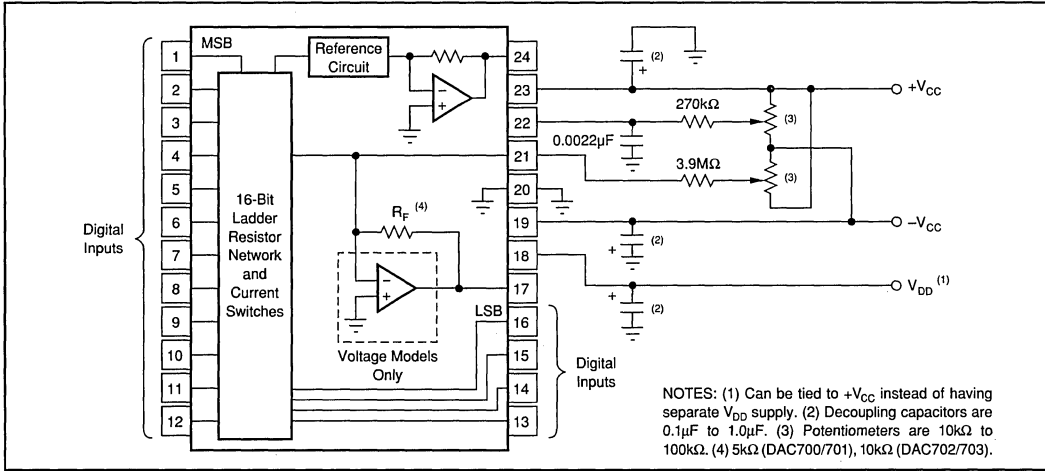 MSB
Reference
Circuit
1
2
3
4
5
6
7
8
9
10
11
12
Digital
Inputs
16-Bit
Ladder
Resistor
Network
and
Current
Switches
−
+
R_F (4)
−
+
Voltage Models
Only
LSB
24
23
22
21
20
19
18
17
16
15
14
13
Digital
Inputs
+
(2)
+V_CC
270kΩ
(3)
0.0022µF
3.9MΩ
(3)
−V_CC
+
(2)
V_DD (1)
+
(2)
NOTES: (1) Can be tied to +V_CC instead of having
separate V_DD supply. (2) Decoupling capacitors are
0.1µF to 1.0µF. (3) Potentiometers are 10kΩ to
100kΩ. (4) 5kΩ (DAC700/701), 10kΩ (DAC702/703).